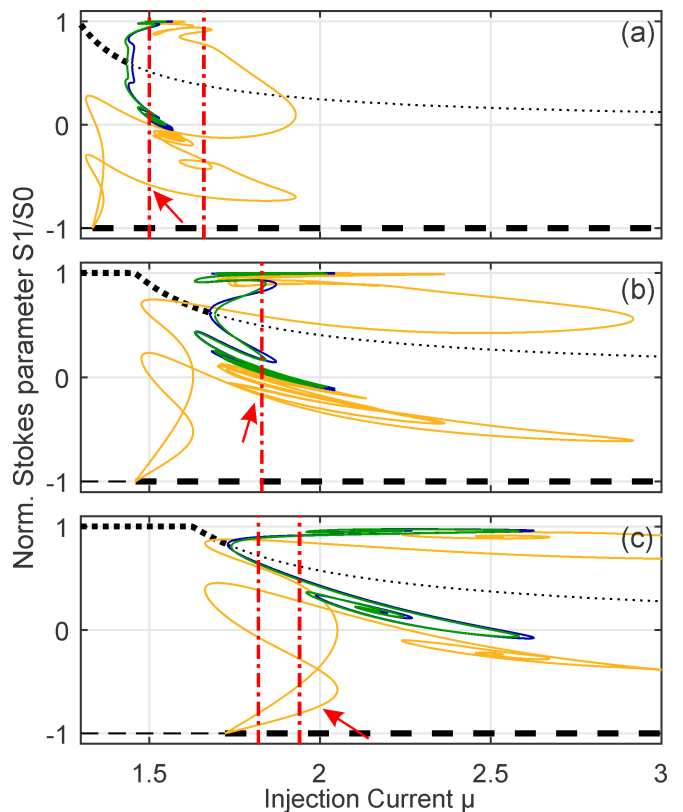 Norm. Stokes parameter S1/S0
(a)
1
0
-1
(b)
1
0
-1
(c)
1
0
-1
1.5
2
2.5
3
Injection Current μ